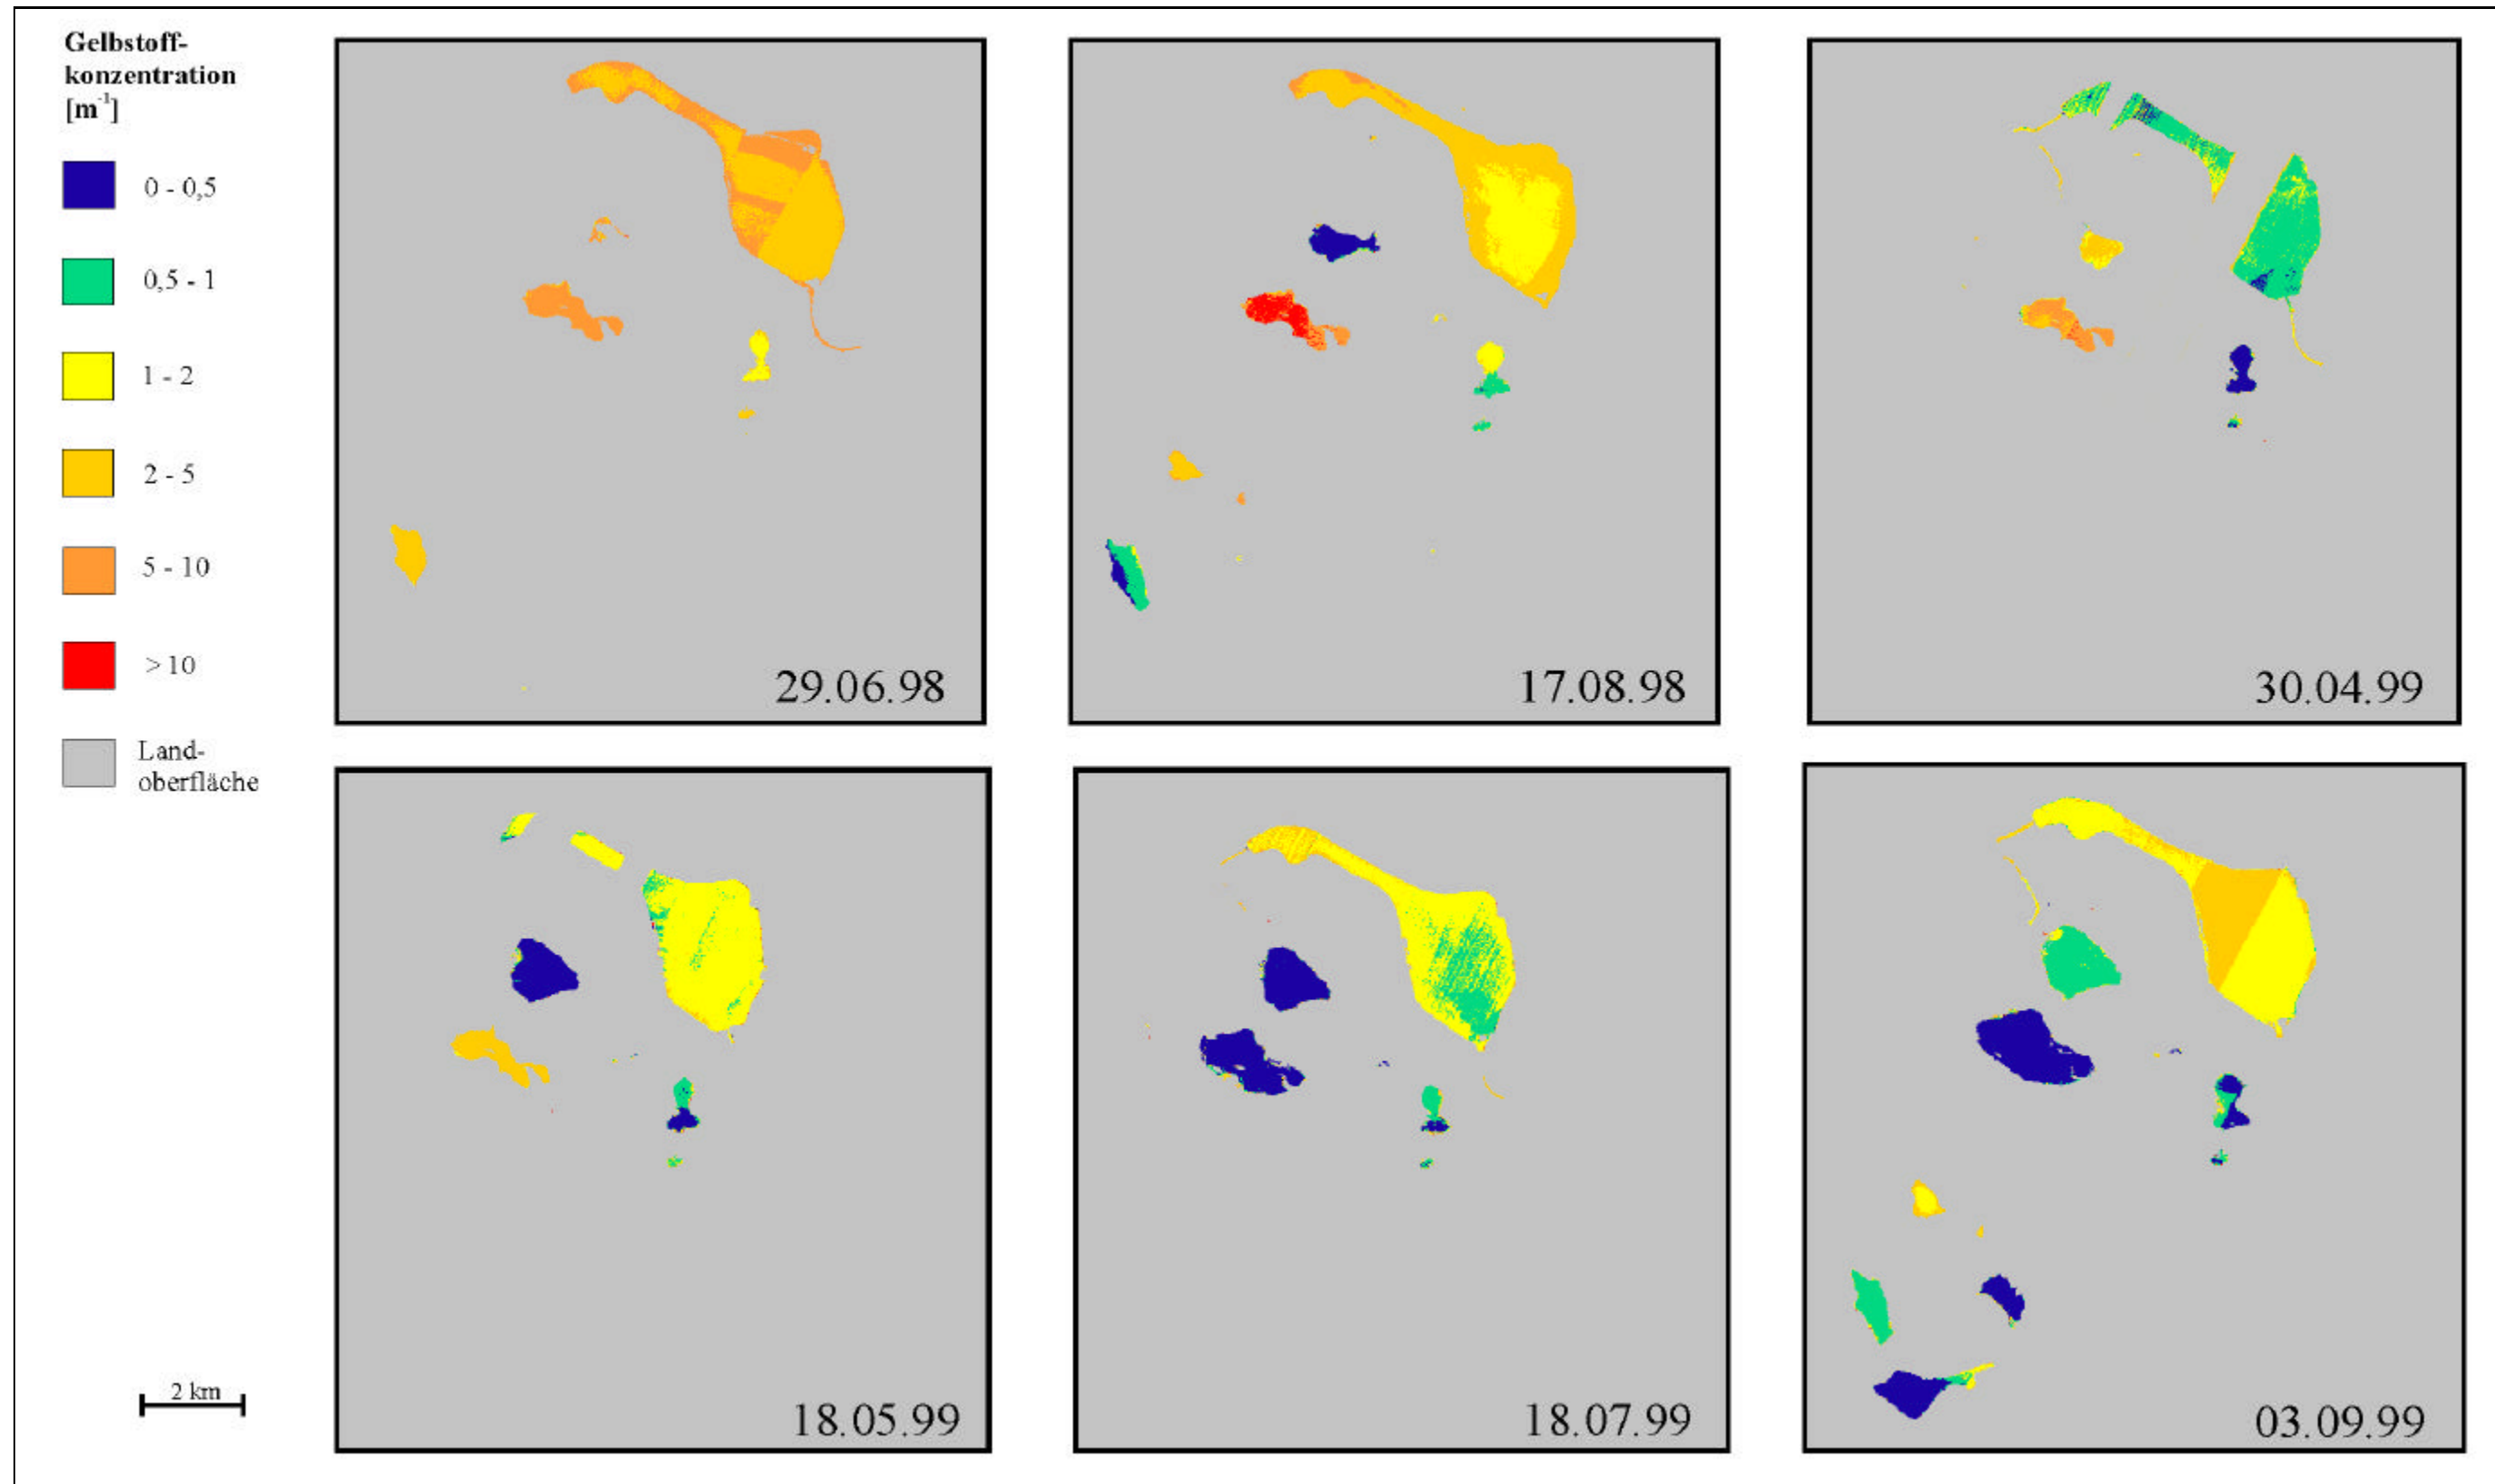 Gelbstoff-
konzentration
[m⁻¹]
0 - 0,5
0,5 - 1
1 - 2
2 - 5
5 - 10
> 10
Land-
oberfläche
2 km
29.06.98
17.08.98
30.04.99
18.05.99
18.07.99
03.09.99